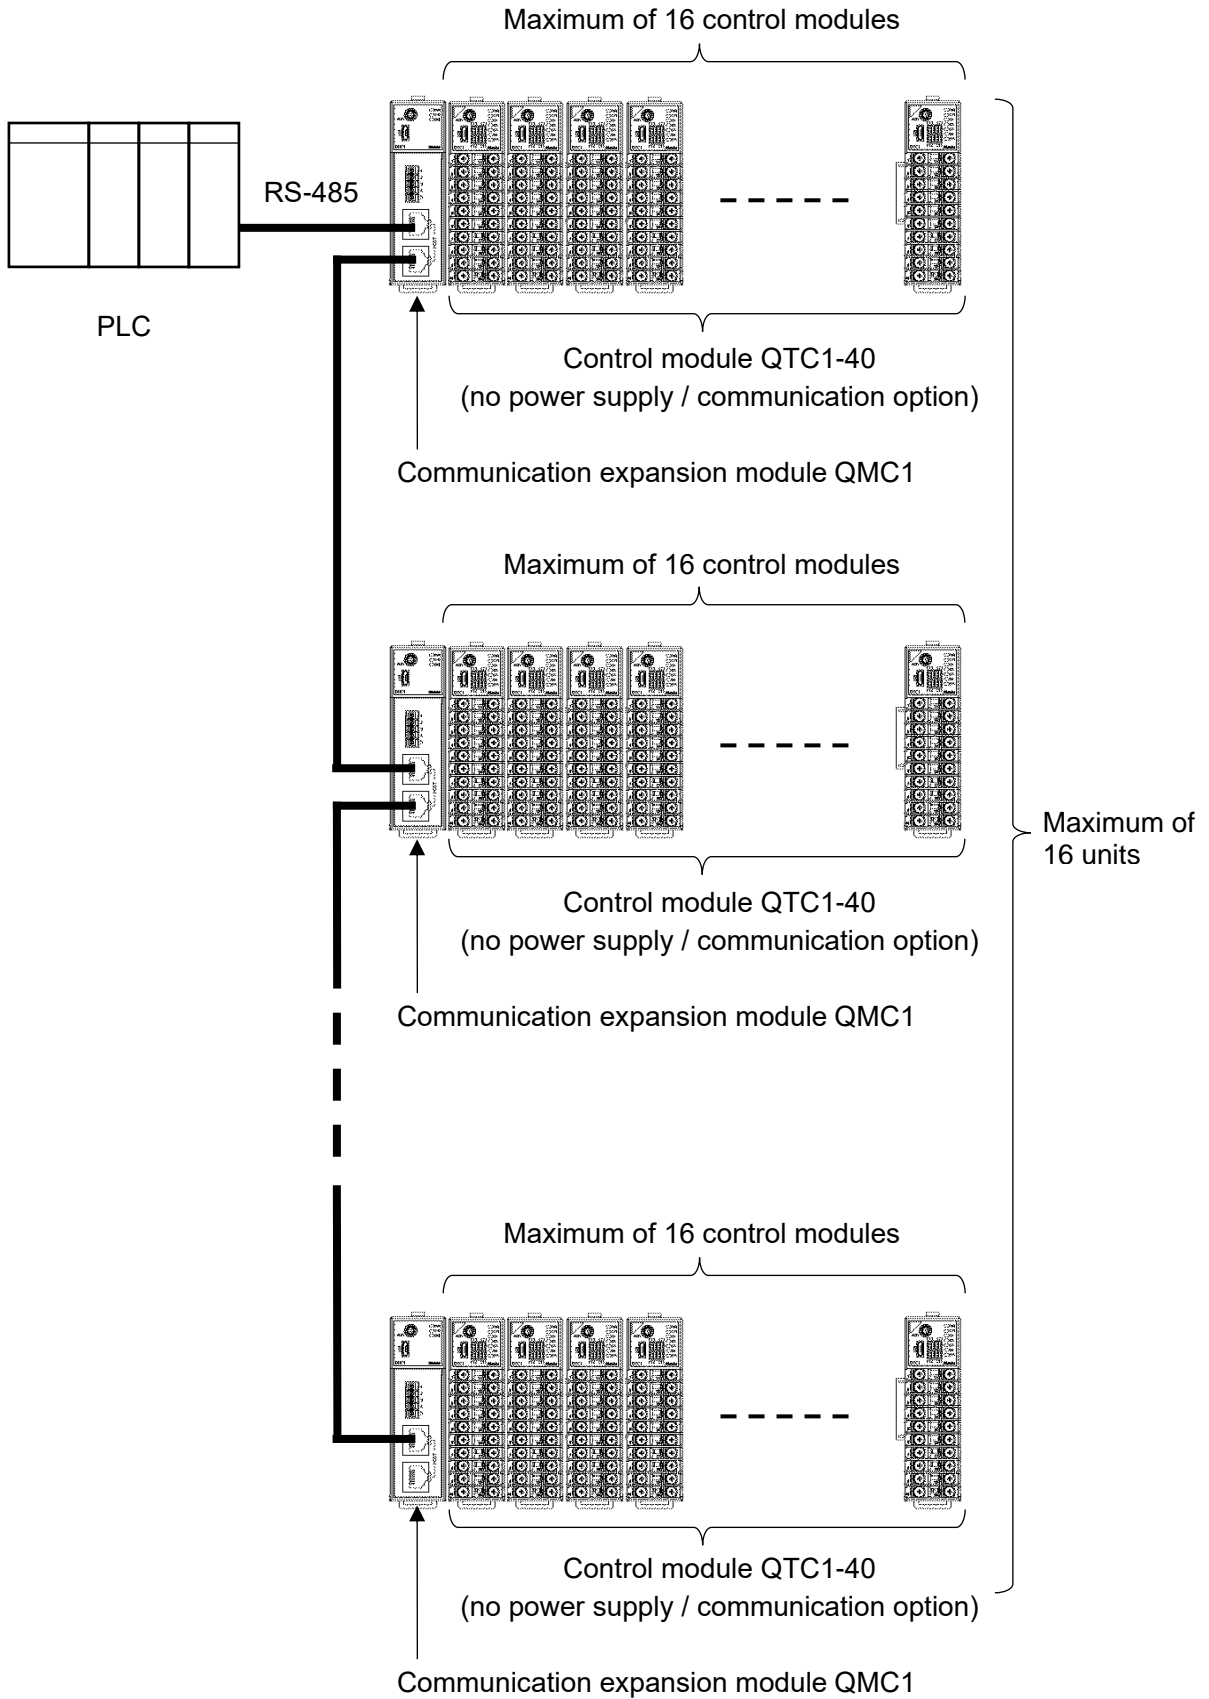 Maximum of 16 control modules
RS-485
PLC
Control module QTC1-40
(no power supply / communication option)
Communication expansion module QMC1
Maximum of 16 control modules
Maximum of
16 units
Control module QTC1-40
(no power supply / communication option)
Communication expansion module QMC1
Maximum of 16 control modules
Control module QTC1-40
(no power supply / communication option)
Communication expansion module QMC1